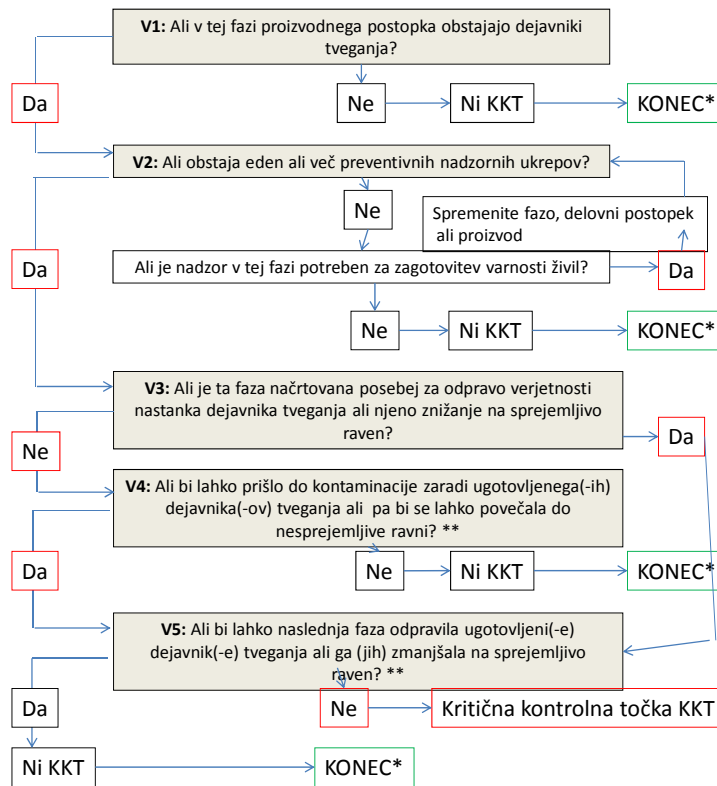 V1: Ali v tej fazi proizvodnega postopka obstajajo dejavniki
tveganja?
Da
Ne
Ni KKT
KONEC*
V2: Ali obstaja eden ali več preventivnih nadzornih ukrepov?
Ne
Spremenite fazo, delovni postopek
ali proizvod
Da
Ali je nadzor v tej fazi potreben za zagotovitev varnosti živil?
Da
Ne
Ni KKT
KONEC*
V3: Ali je ta faza načrtovana posebej za odpravo verjetnosti
nastanka dejavnika tveganja ali njeno znižanje na sprejemljivo
raven?
Da
Ne
V4: Ali bi lahko prišlo do kontaminacije zaradi ugotovljenega(-ih)
dejavnika(-ov) tveganja ali pa bi se lahko povečala do
nesprejemljive ravni? **
Da
Ne
Ni KKT
KONEC*
V5: Ali bi lahko naslednja faza odpravila ugotovljeni(-e)
dejavnik(-e) tveganja ali ga (jih) zmanjšala na sprejemljivo
raven? **
Da
Ne
Kritična kontrolna točka KKT
Ni KKT
KONEC*